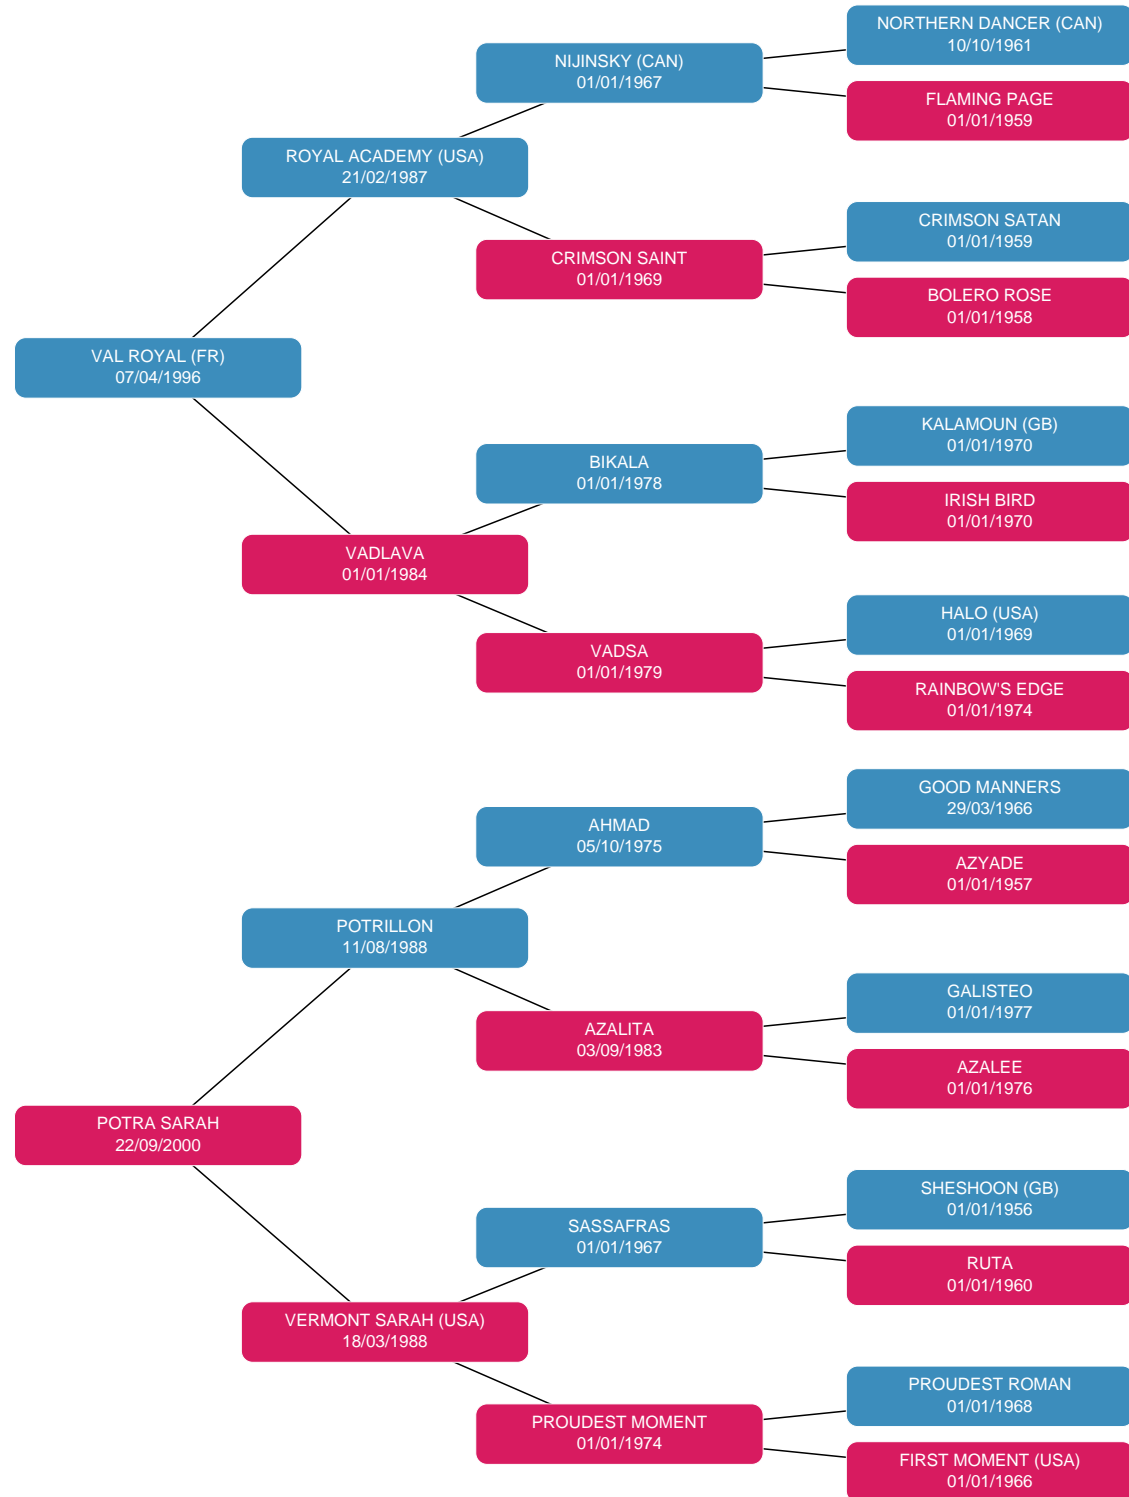 NORTHERN DANCER (CAN)
10/10/1961
NIJINSKY (CAN)
01/01/1967
FLAMING PAGE
01/01/1959
ROYAL ACADEMY (USA)
21/02/1987
CRIMSON SATAN
01/01/1959
CRIMSON SAINT
01/01/1969
BOLERO ROSE
01/01/1958
VAL ROYAL (FR)
07/04/1996
KALAMOUN (GB)
01/01/1970
BIKALA
01/01/1978
IRISH BIRD
01/01/1970
VADLAVA
01/01/1984
HALO (USA)
01/01/1969
VADSA
01/01/1979
RAINBOW'S EDGE
01/01/1974
GOOD MANNERS
29/03/1966
AHMAD
05/10/1975
AZYADE
01/01/1957
POTRILLON
11/08/1988
GALISTEO
01/01/1977
AZALITA
03/09/1983
AZALEE
01/01/1976
POTRA SARAH
22/09/2000
SHESHOON (GB)
01/01/1956
SASSAFRAS
01/01/1967
RUTA
01/01/1960
VERMONT SARAH (USA)
18/03/1988
PROUDEST ROMAN
01/01/1968
PROUDEST MOMENT
01/01/1974
FIRST MOMENT (USA)
01/01/1966